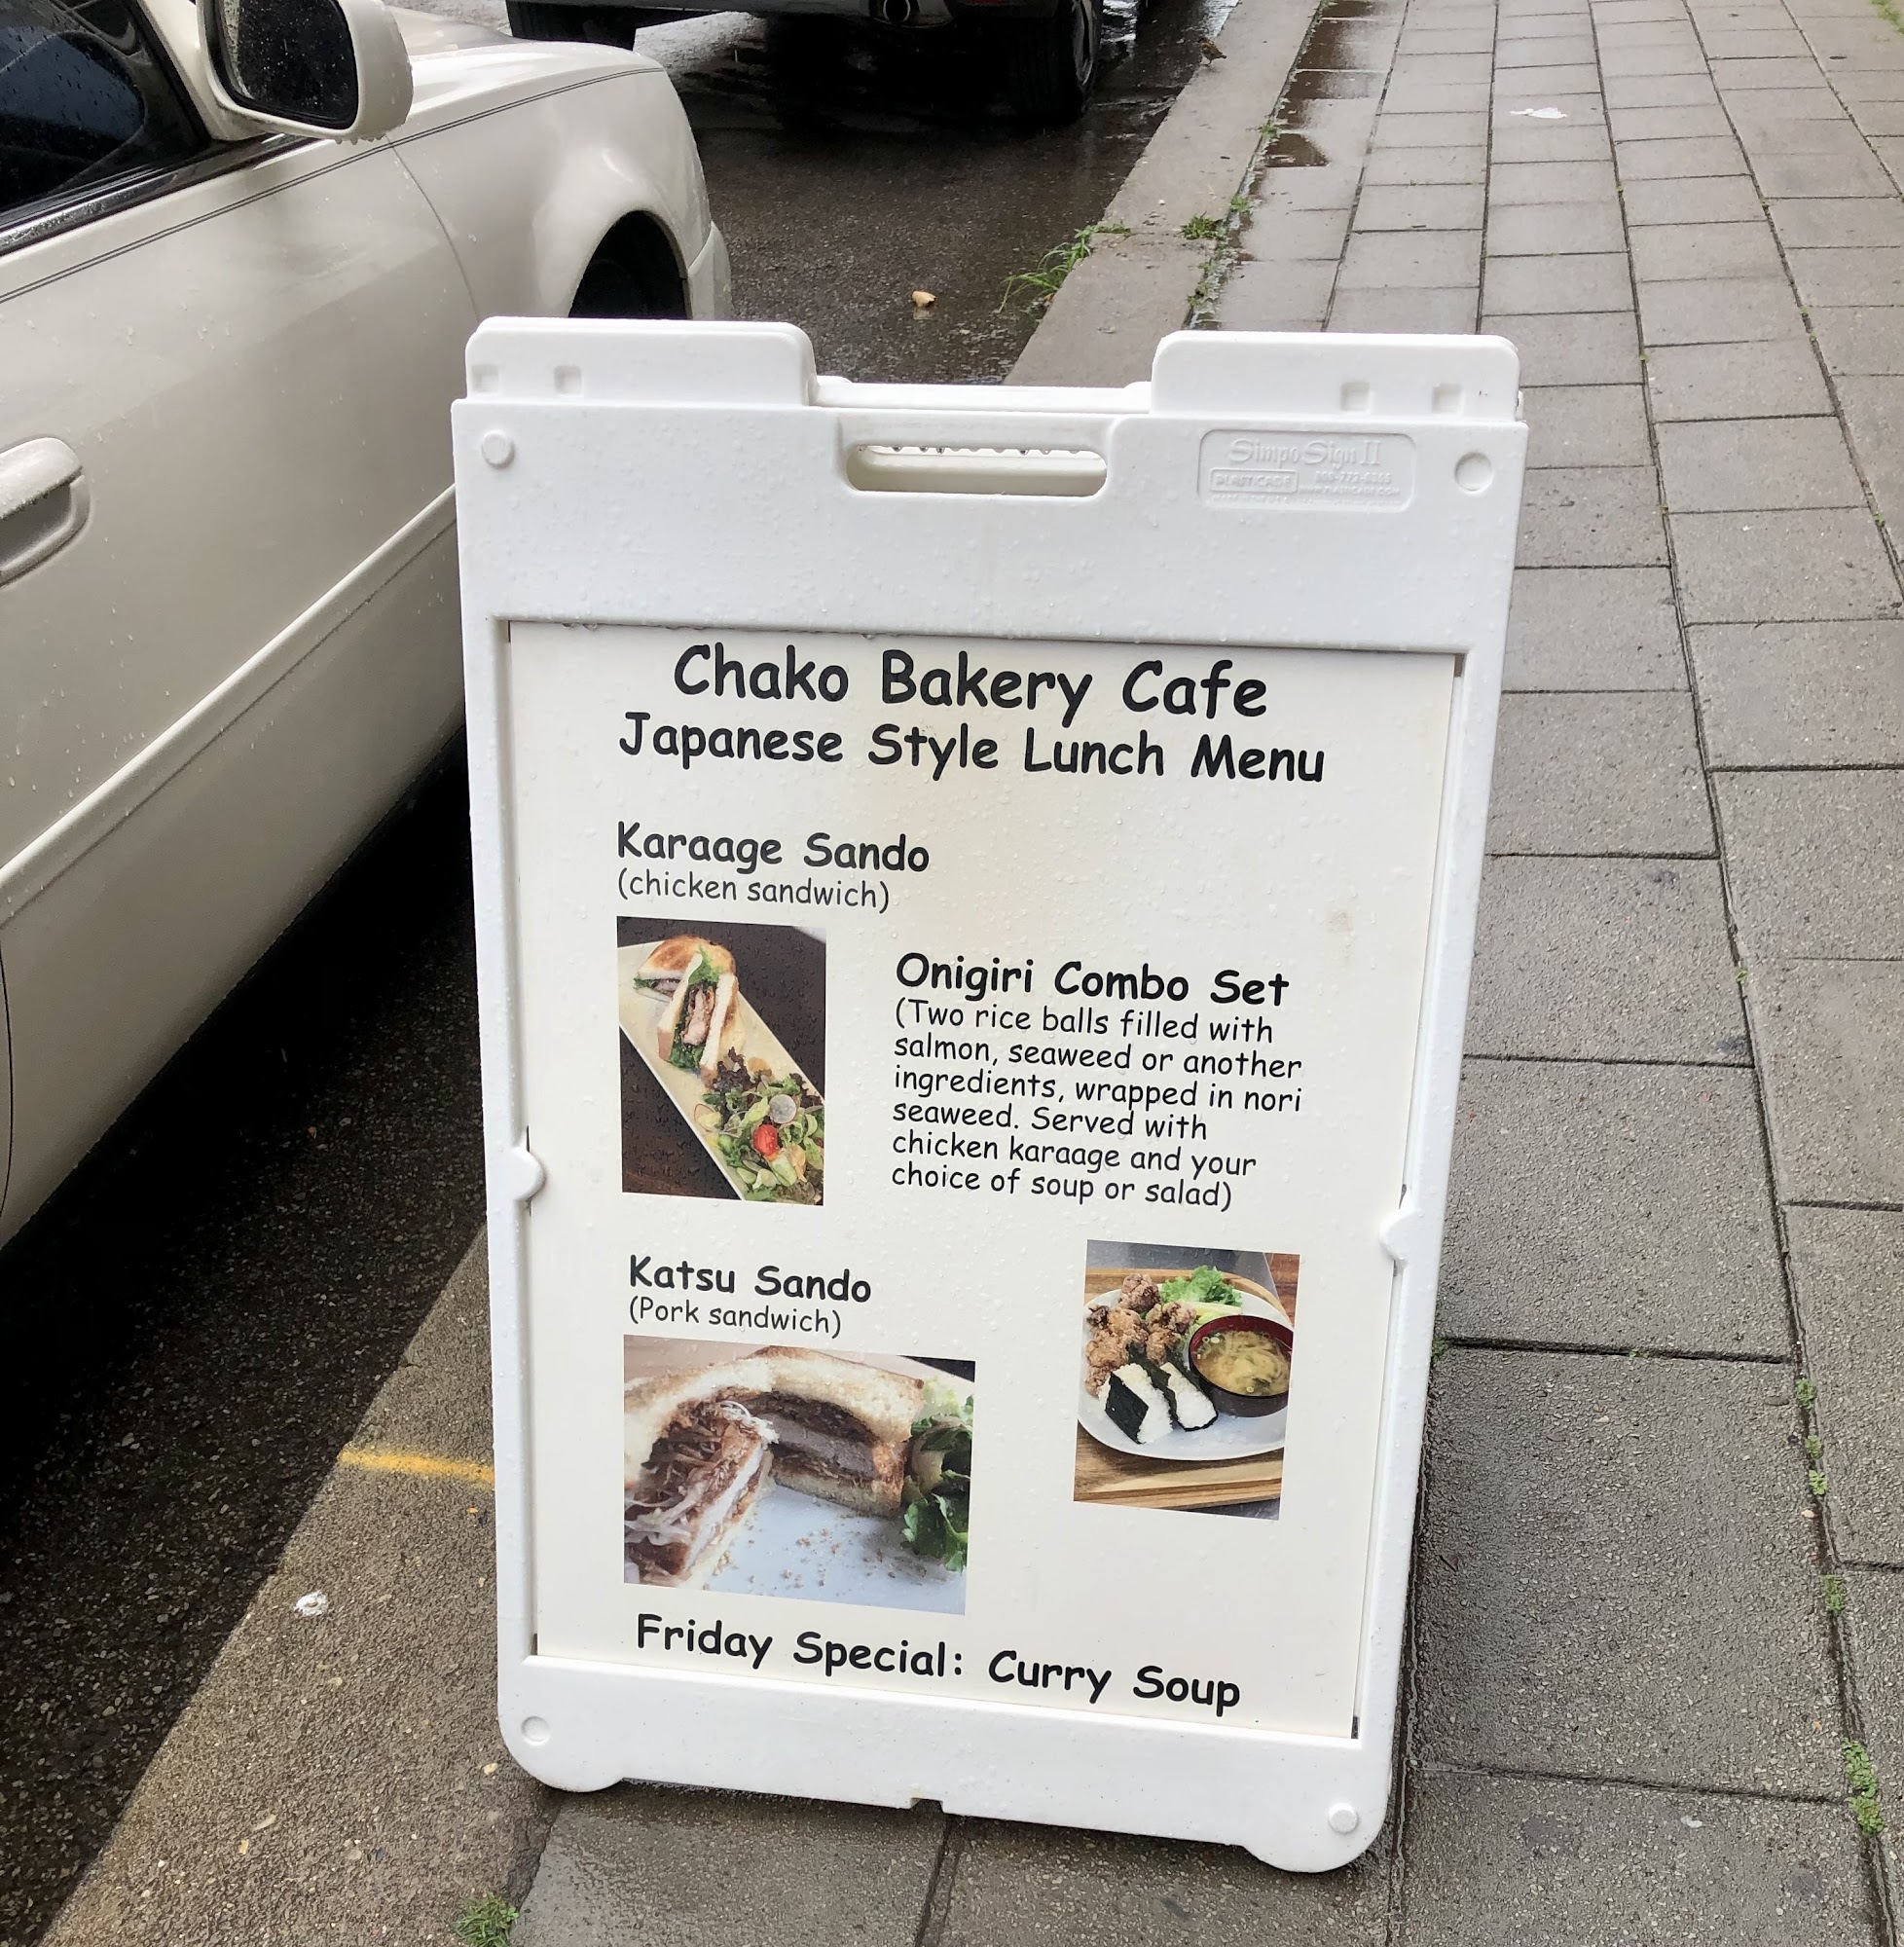 Simpo Sign II
PLASTICADE
Chako Bakery Cafe
Japanese Style Lunch Menu
Karaage Sando
(chicken sandwich)
Onigiri Combo Set
(Two rice balls filled with
salmon, seaweed or another
ingredients, wrapped in nori
seaweed. Served with
chicken karaage and your
choice of soup or salad)
Katsu Sando
(Pork sandwich)
Friday Special: Curry Soup